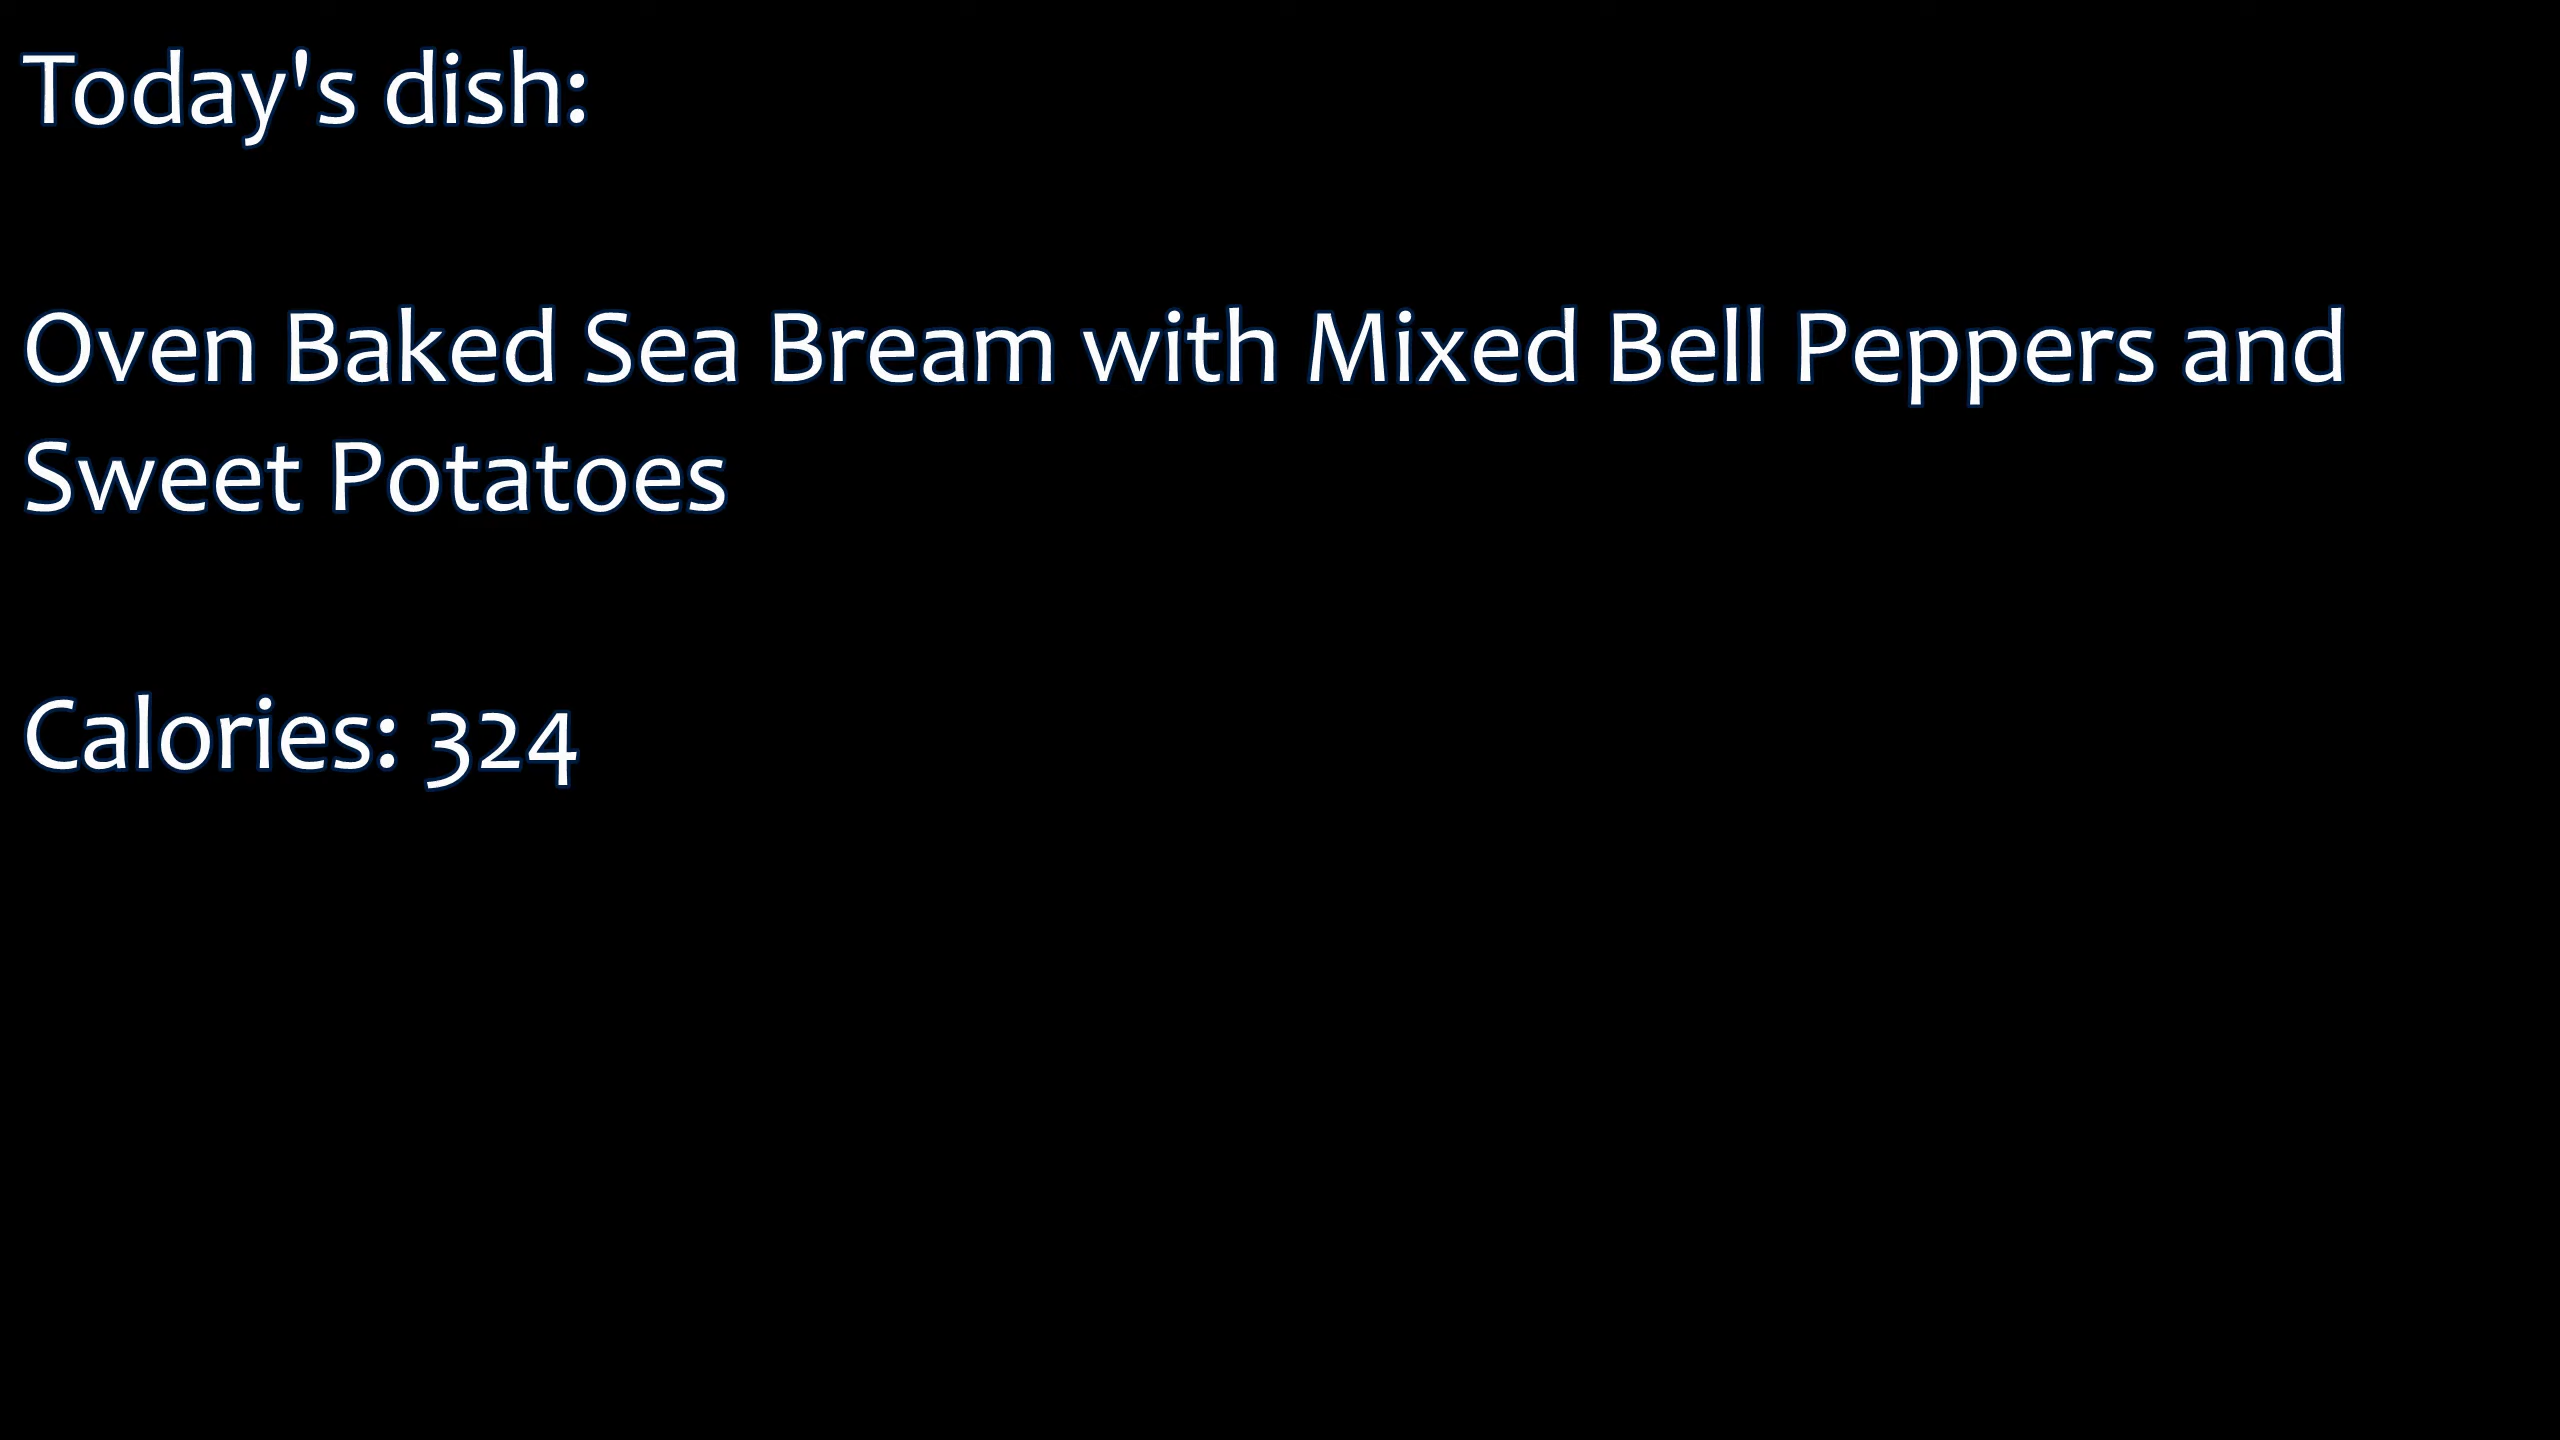 Today's dish:
Oven Baked Sea Bream with Mixed Bell Peppers and
Sweet Potatoes
Calories: 324